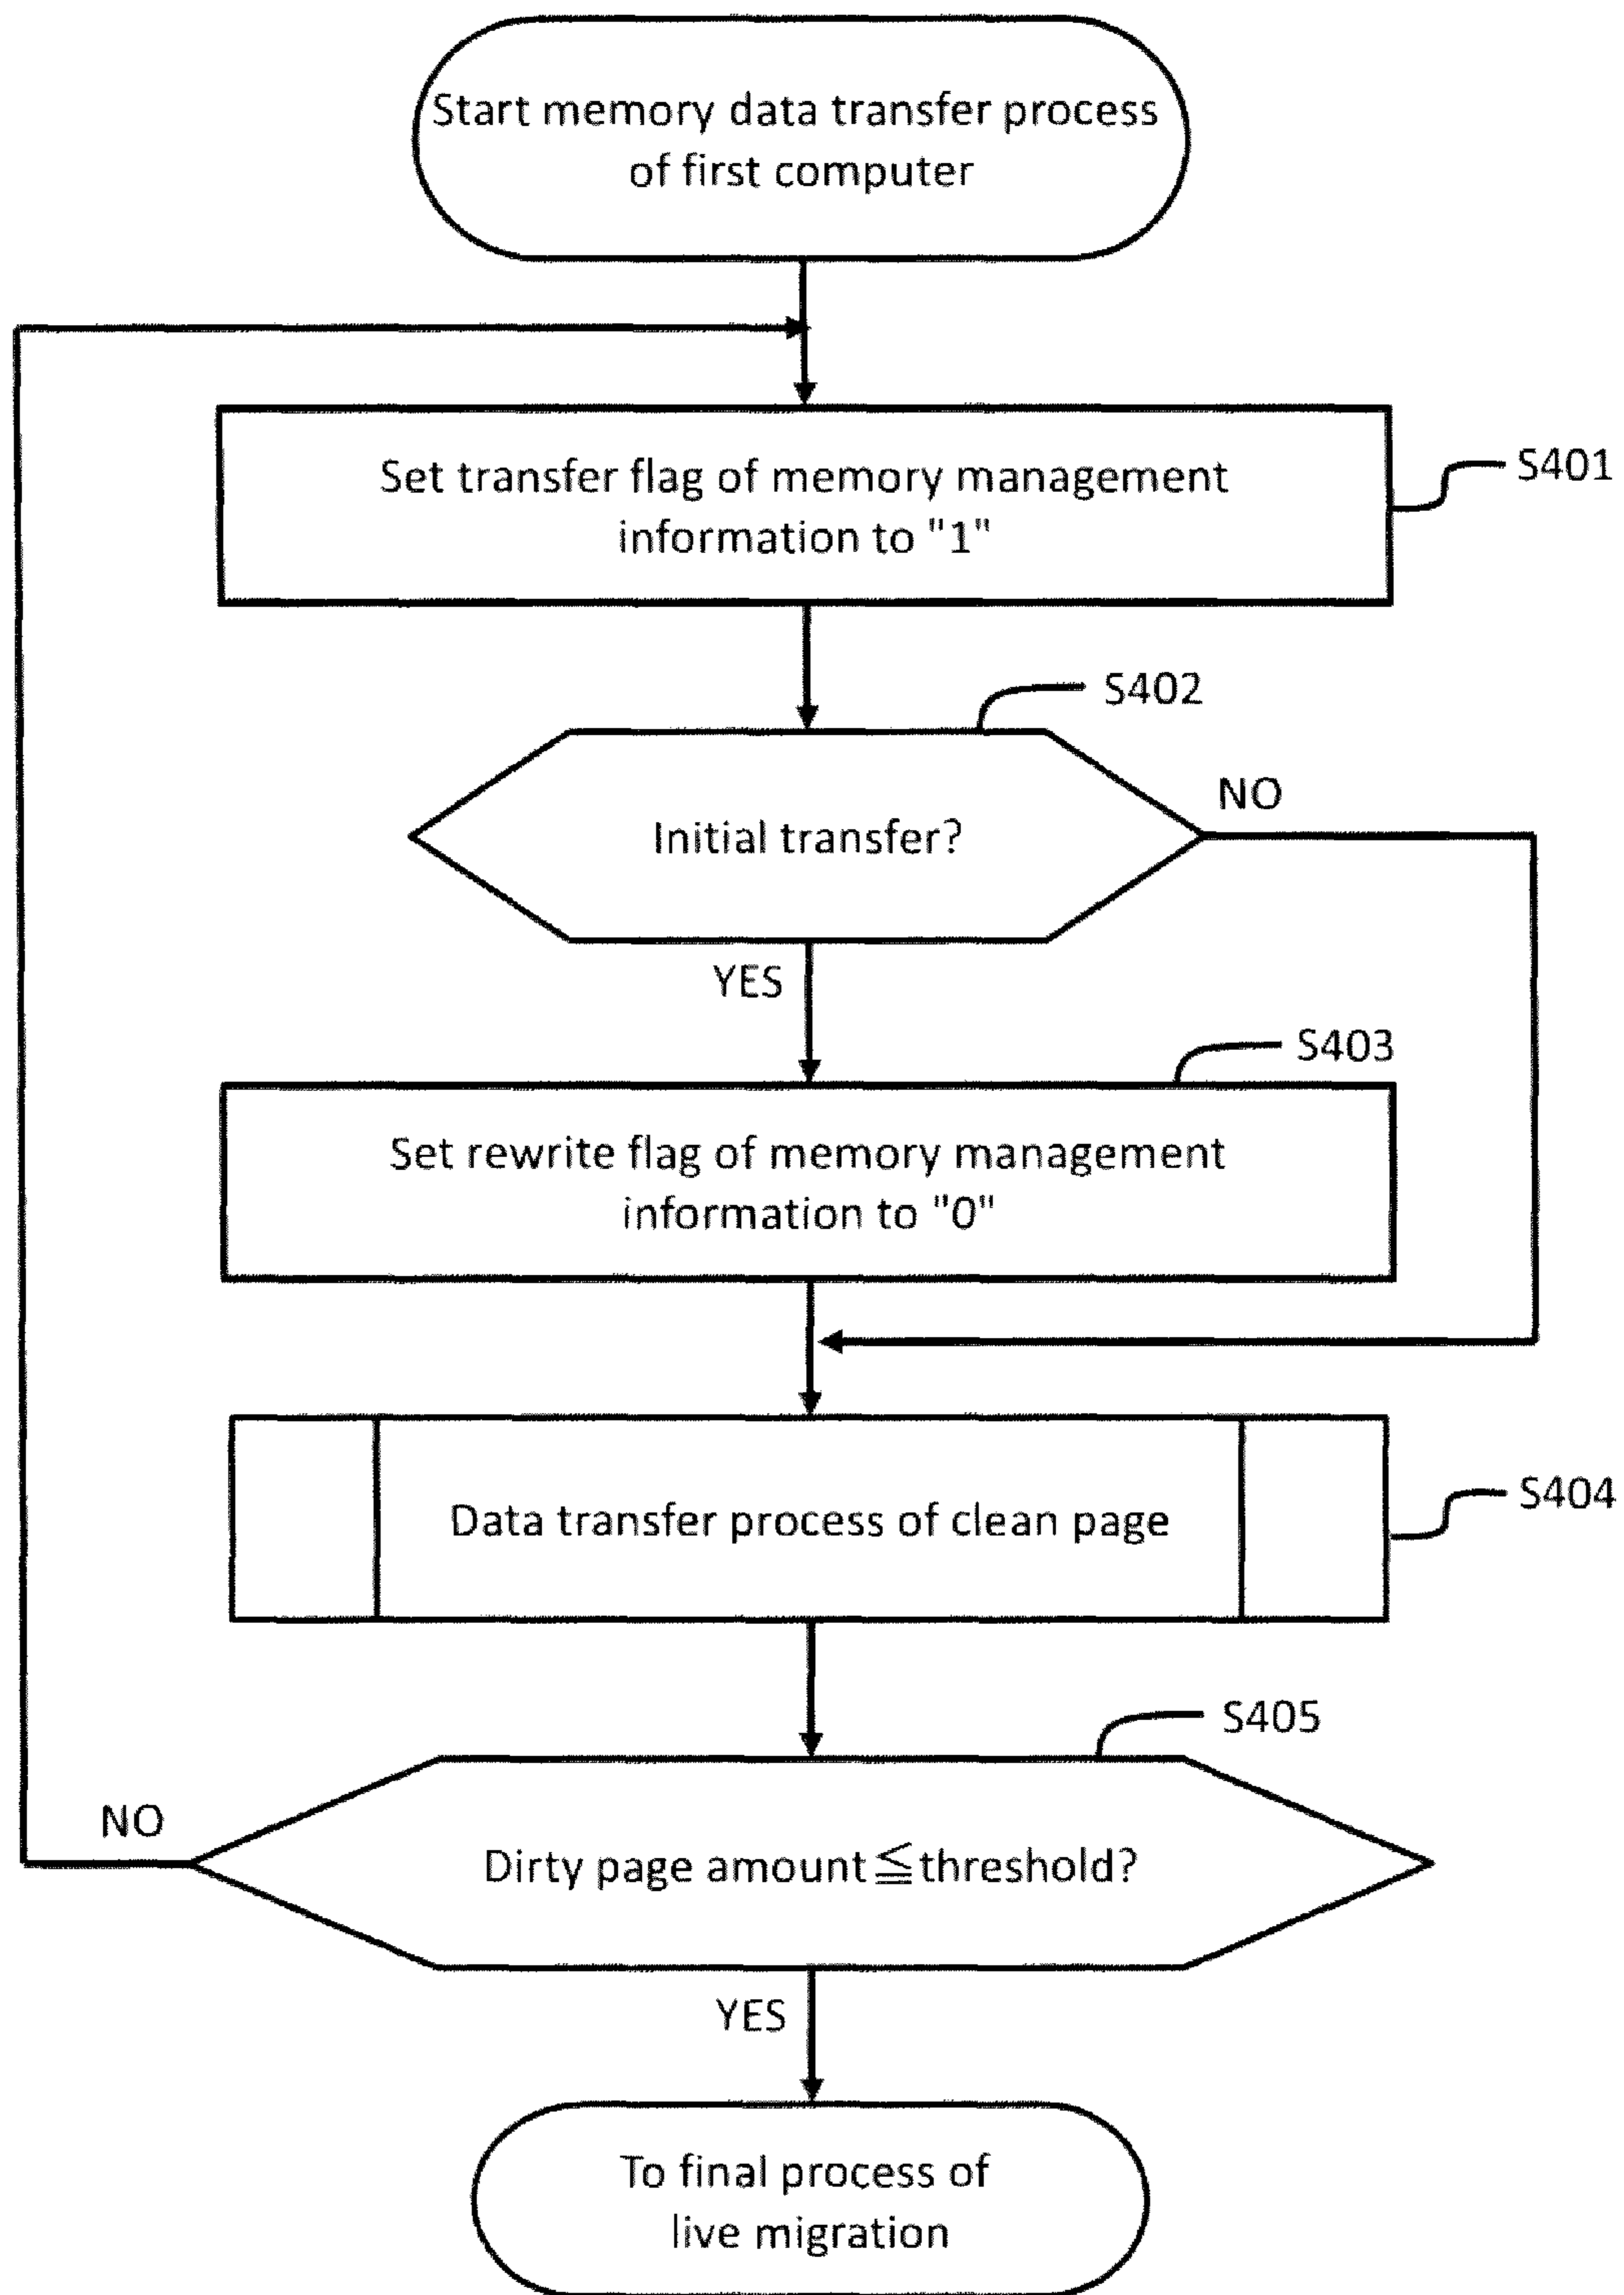 Start memory data transfer process
of first computer
Set transfer flag of memory management
information to "1"
S401
S402
Initial transfer?
NO
YES
S403
Set rewrite flag of memory management
information to "0"
Data transfer process of clean page
S404
S405
NO
Dirty page amount≦threshold?
YES
To final process of
live migration